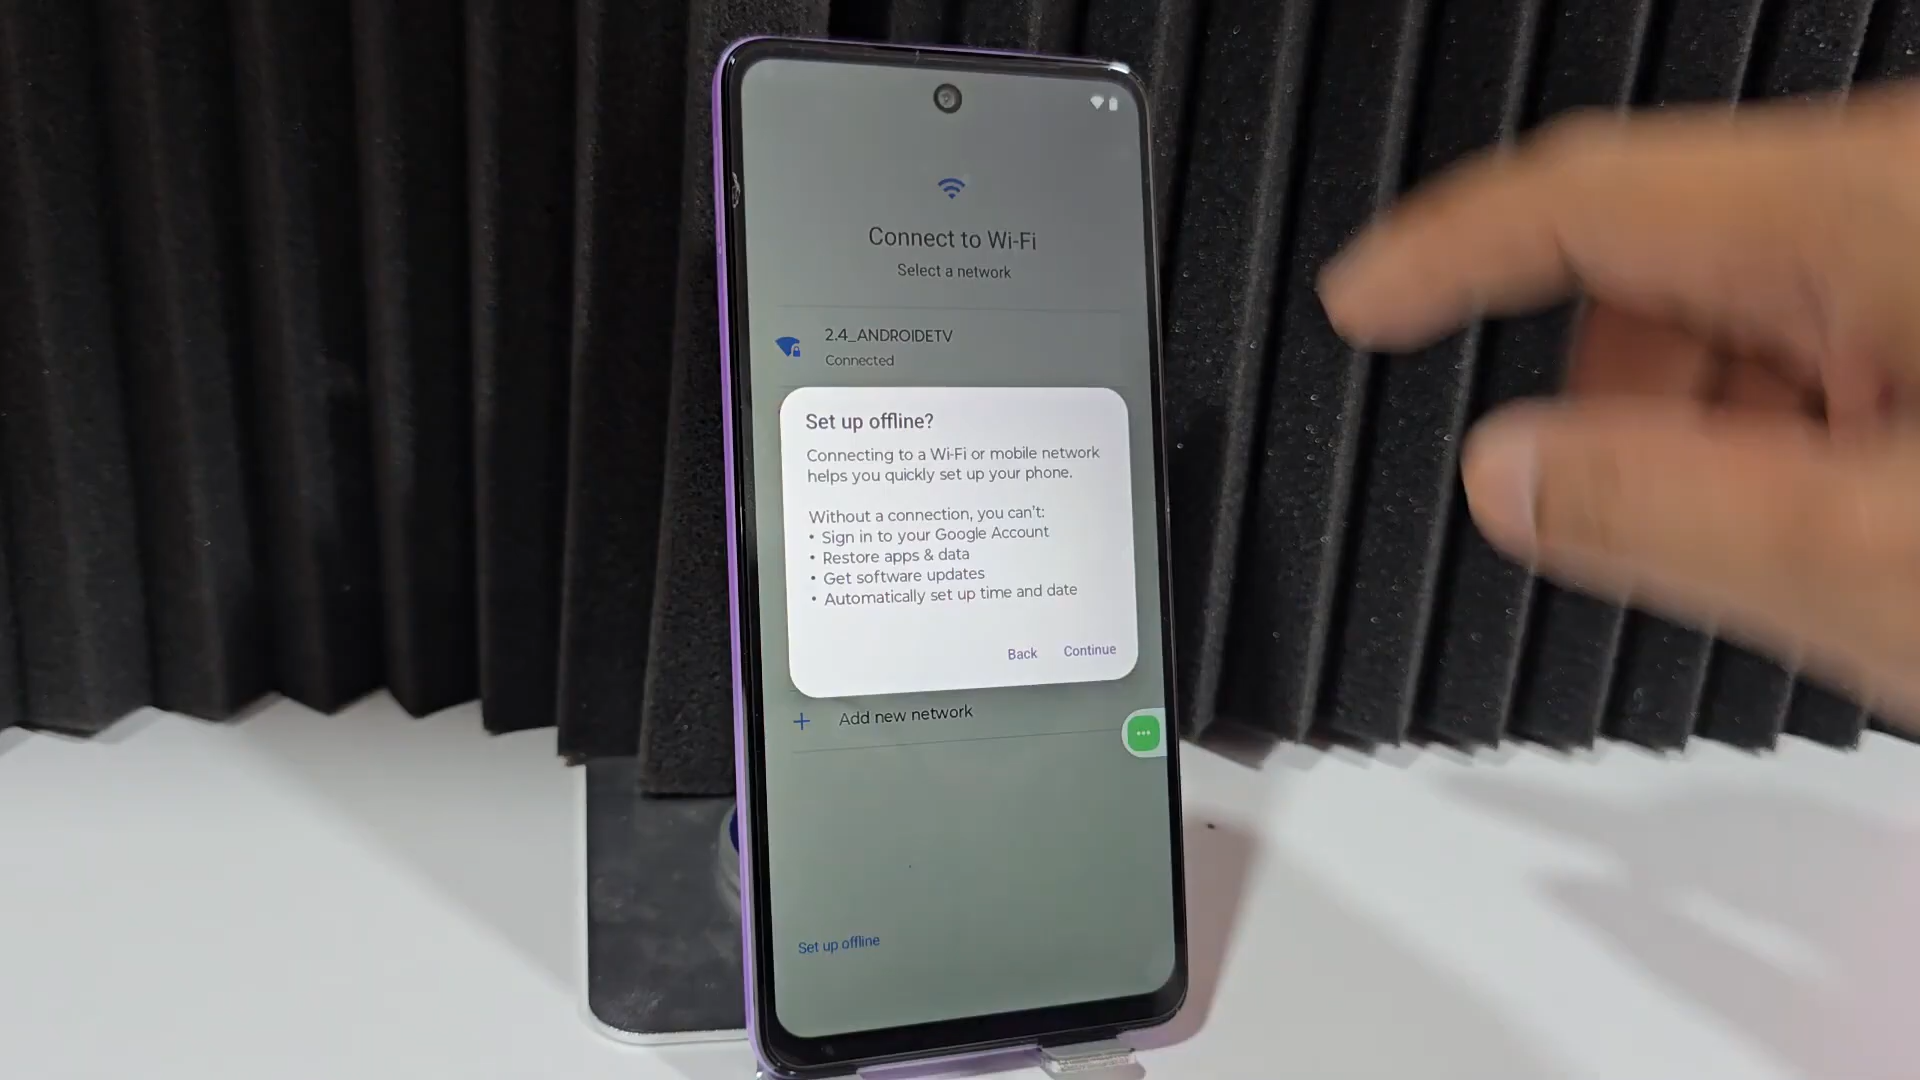 Connect to Wi-Fi
Select a network
2.4_ANDROIDETV
Connected
Set up offline?
Connecting to a Wi-Fi or mobile network
helps you quickly set up your phone.
Without a connection, you can't:
• Sign in to your Google Account
• Restore apps & data
• Get software updates
• Automatically set up time and date
Back Continue
Add new network
Set up offline